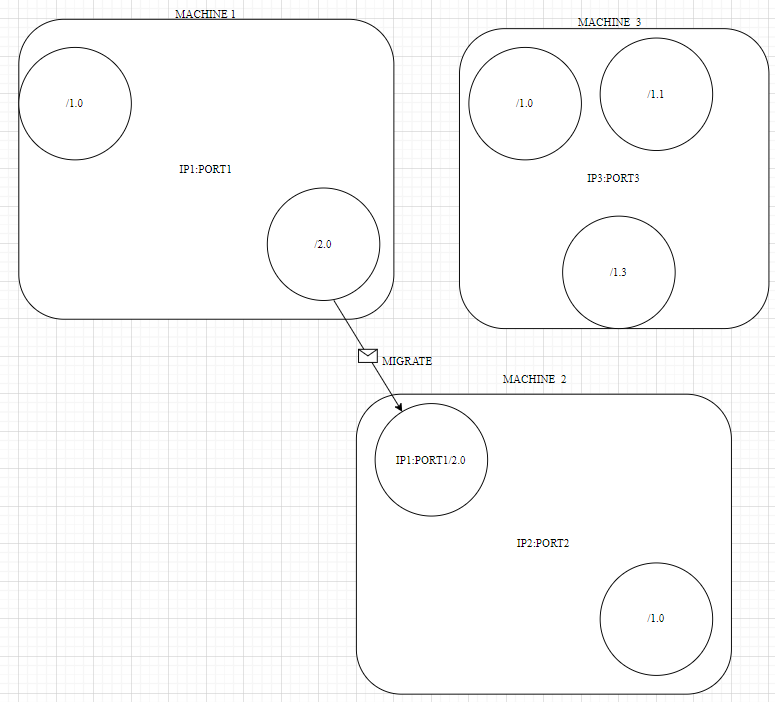 MACHINE 1
/1.0
IP1:PORT1
/2.0
MACHINE 3
/1.0
/1.1
IP3:PORT3
/1.3
MIGRATE
MACHINE 2
IP1:PORT1/2.0
IP2:PORT2
/1.0